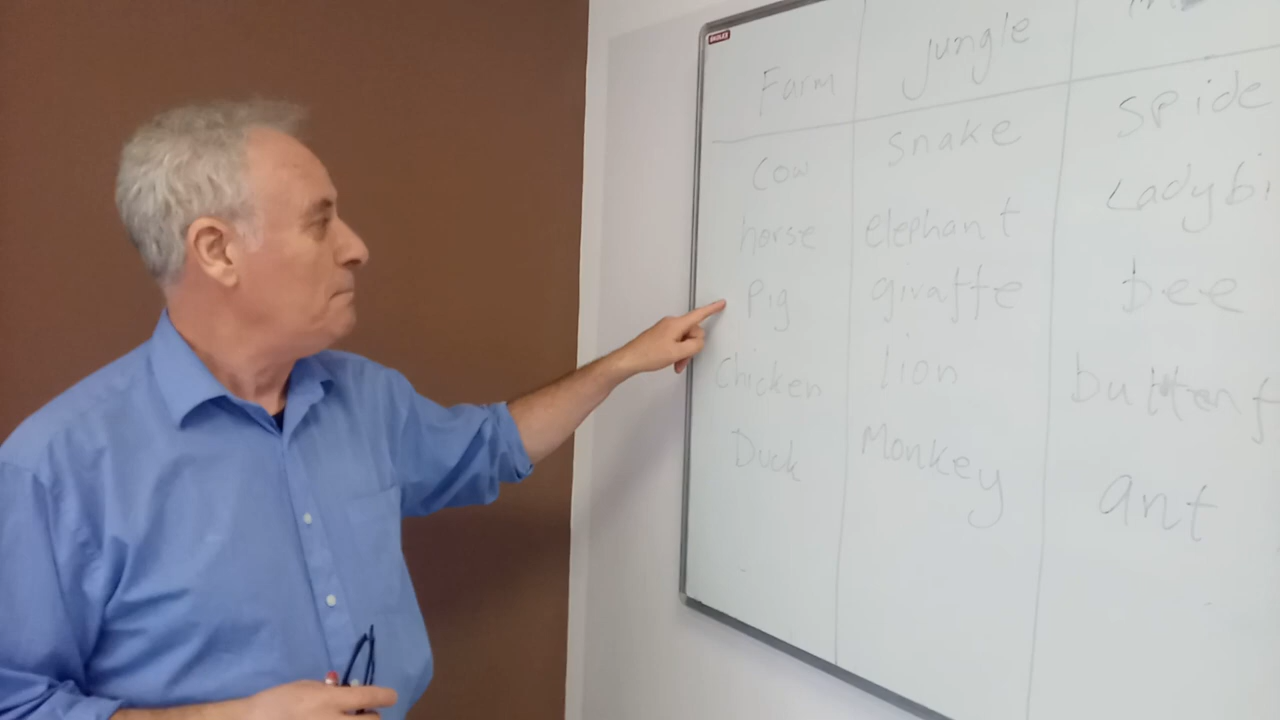 Farm jungle
cow snake spide
horse elephant Ladybi
Pig giraffe bee
Chicken lion butterf
Duck Monkey ant